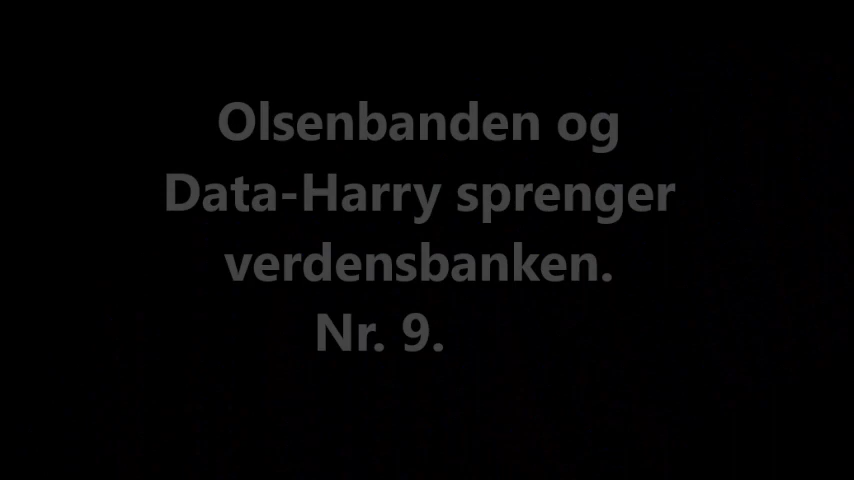 Olsenbanden og
Data-Harry sprenger
verdensbanken.
Nr. 9.